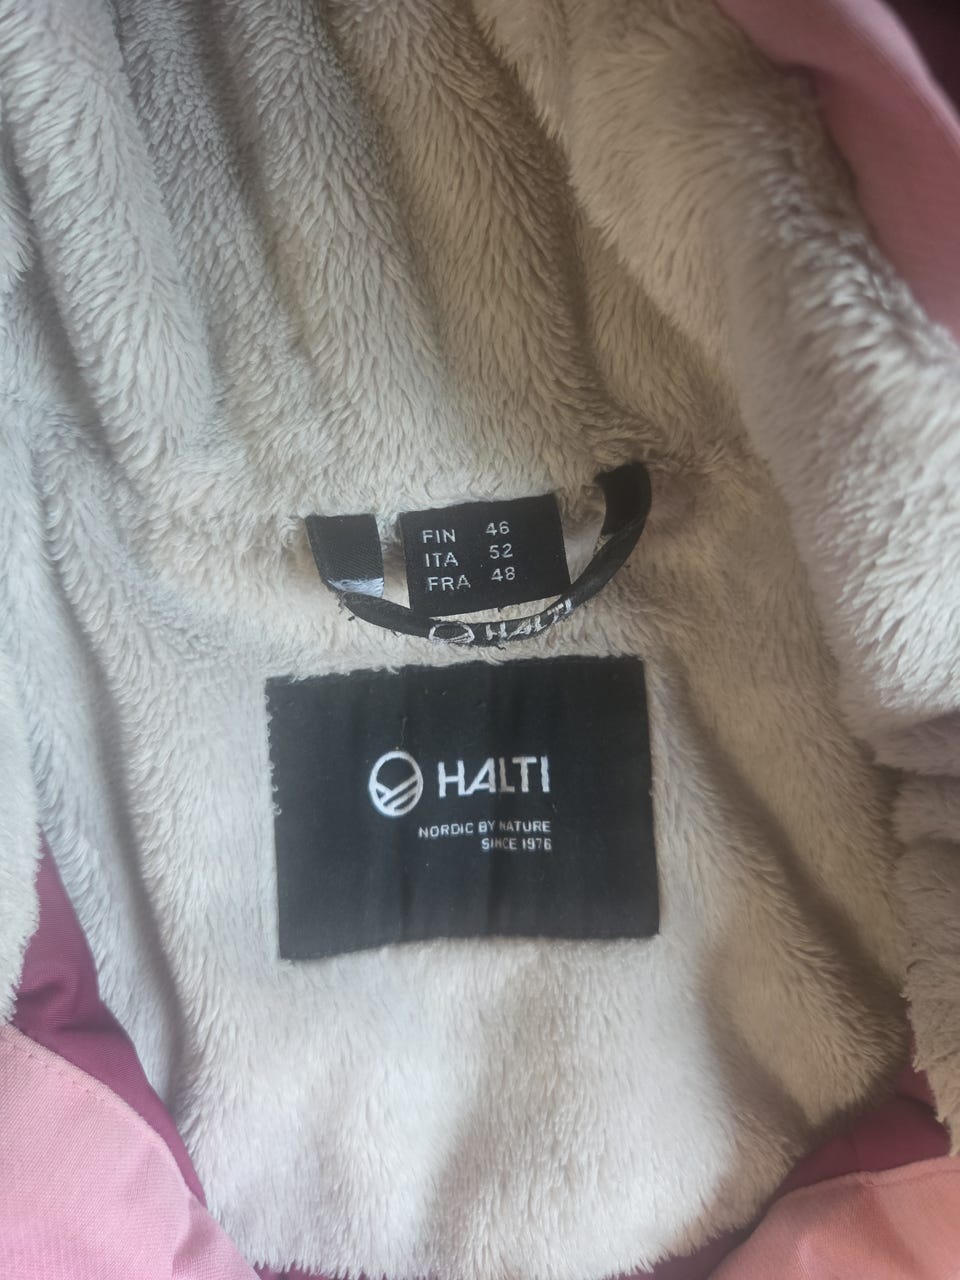 FIN 46
ITA 52
FRA 48
HALTI
HALTI
NORDIC BY NATURE
SINCE 1976